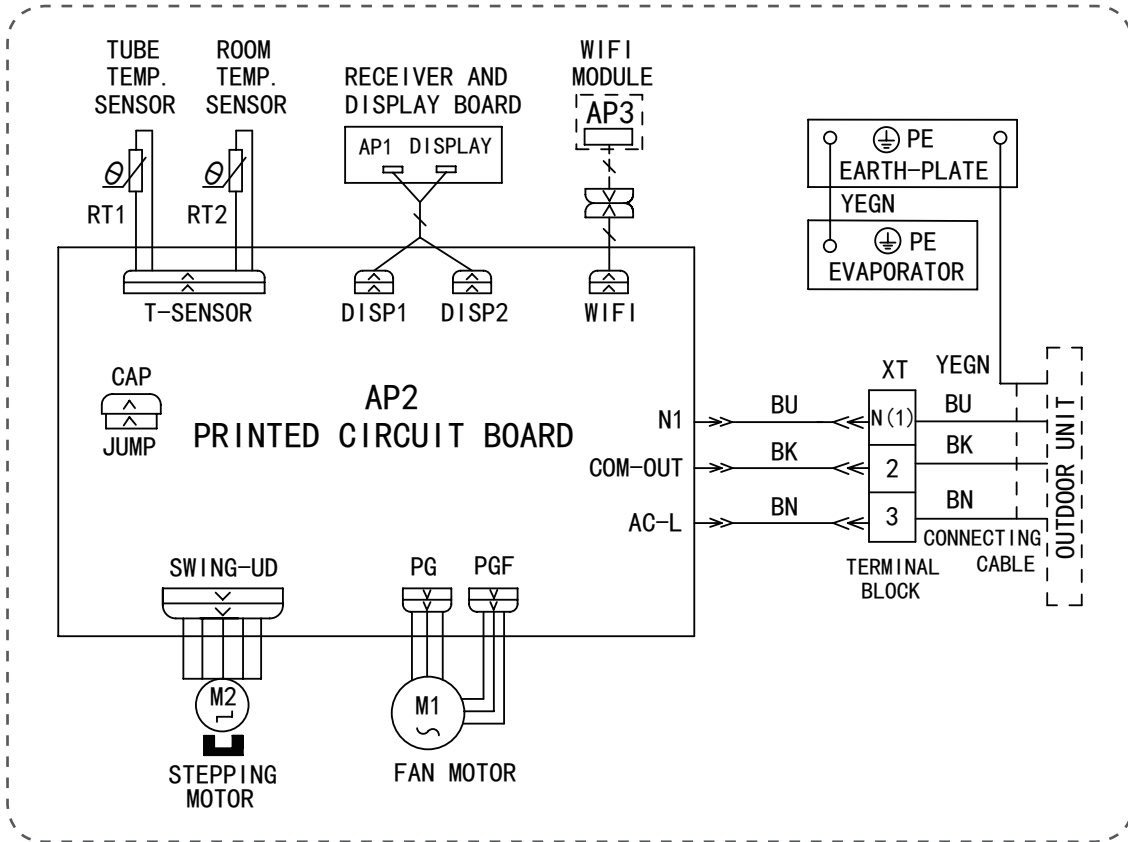 TUBE
TEMP.
SENSOR
ROOM
TEMP.
SENSOR
RECEIVER AND
DISPLAY BOARD
AP1 DISPLAY
WIFI
MODULE
AP3
PE
EARTH-PLATE
YEGN
PE
EVAPORATOR
θ
RT1
θ
RT2
T-SENSOR
DISP1
DISP2
WIFI
CAP
JUMP
AP2
PRINTED CIRCUIT BOARD
N1
COM-OUT
AC-L
BU
BK
BN
XT
N(1)
2
3
TERMINAL
BLOCK
YEGN
BU
BK
BN
CONNECTING
CABLE
OUTDOOR UNIT
SWING-UD
PG
PGF
M2
STEPPING
MOTOR
M1
FAN MOTOR